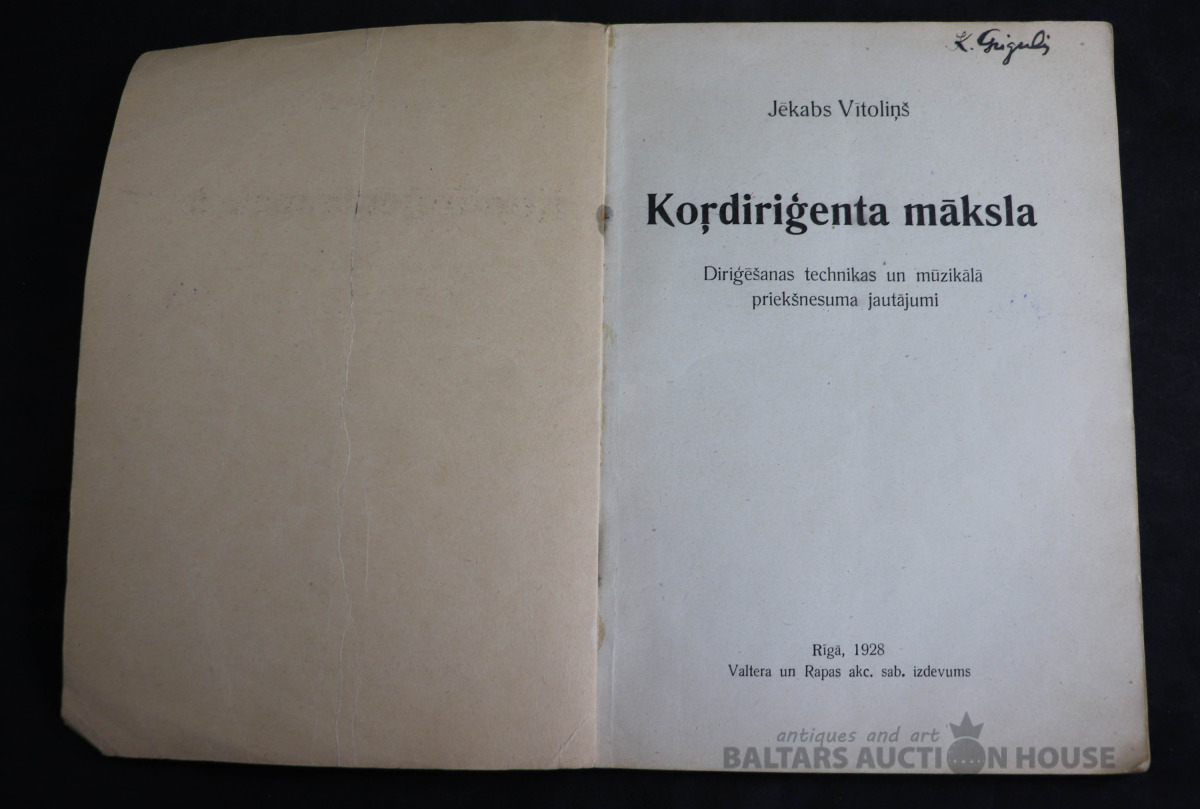 K. Grigulis
Jēkabs Vītoliņš
Koŗdiriģenta māksla
Diriģēšanas technikas un mūzikālā
priekšnesuma jautājumi
Rīgā, 1928
Valtera un Rapas akc. sab. izdevums
antiques and art
BALTARS AUCTION HOUSE